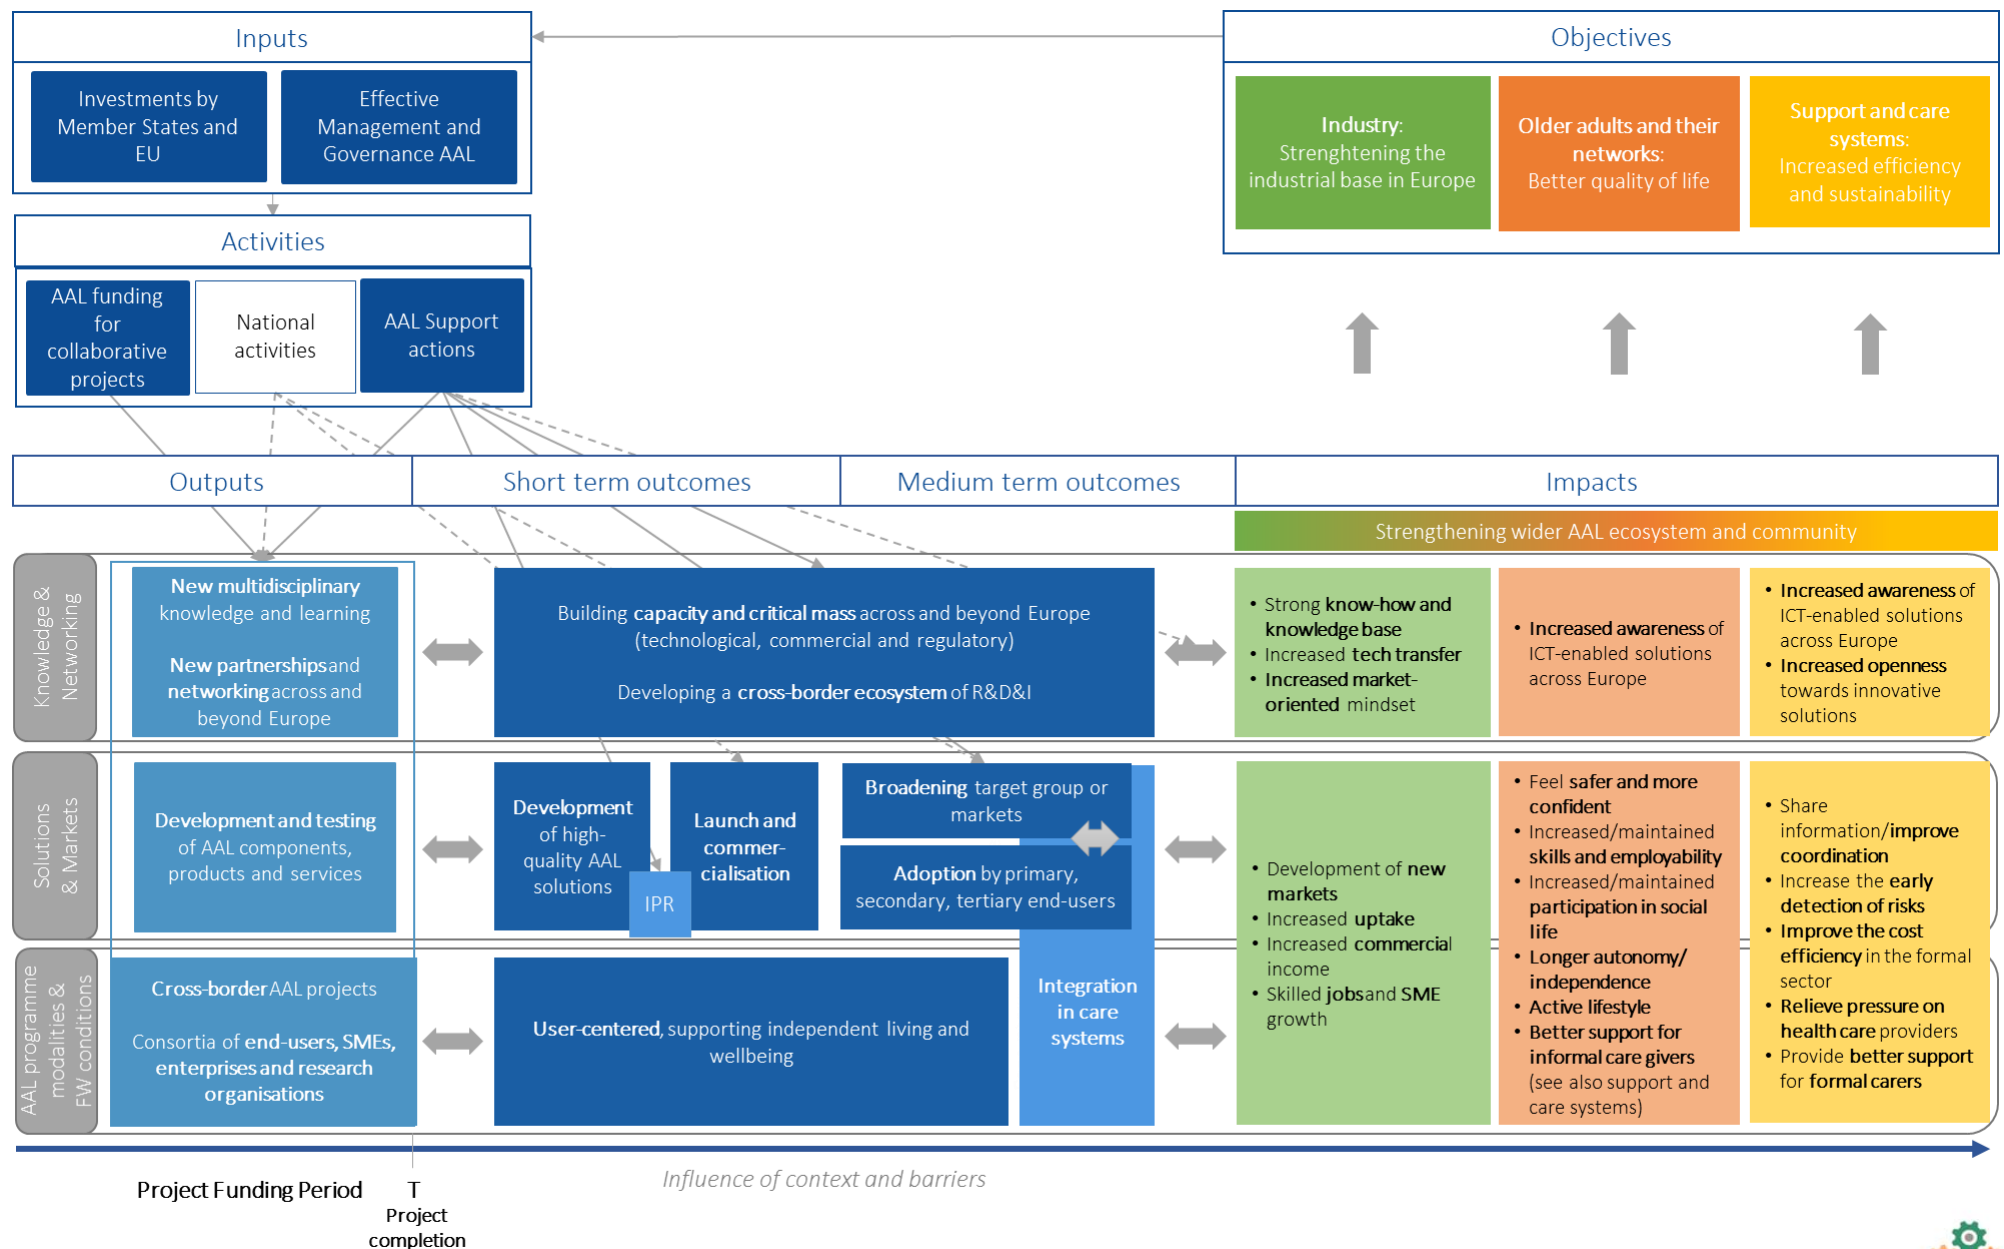 Inputs
Investments by
Member States and
EU
Effective
Management and
Governance AAL
Objectives
Industry:
Strenghtening the
industrial base in Europe
Older adults and their
networks:
Better quality of life
Support and care
systems:
Increased efficiency
and sustainability
Activities
AAL funding
for
collaborative
projects
National
activities
AAL Support
actions
Outputs
Short term outcomes
Medium term outcomes
Impacts
Strengthening wider AAL ecosystem and community
Knowledge &
Networking
New multidisciplinary
knowledge and learning
New partnerships and
networking across and
beyond Europe
Building capacity and critical mass across and beyond Europe
(technological, commercial and regulatory)
Developing a cross-border ecosystem of R&D&I
• Strong know-how and
knowledge base
• Increased tech transfer
• Increased market-
oriented mindset
• Increased awareness of
ICT-enabled solutions
across Europe
• Increased awareness of
ICT-enabled solutions
across Europe
• Increased openness
towards innovative
solutions
Solutions
& Markets
Development and testing
of AAL components,
products and services
Development
of high-
quality AAL
solutions
IPR
Launch and
commer-
cialisation
Broadening target group or
markets
Adoption by primary,
secondary, tertiary end-users
Integration
in care
systems
• Development of new
markets
• Increased uptake
• Increased commercial
income
• Skilled jobs and SME
growth
• Feel safer and more
confident
• Increased/maintained
skills and employability
• Increased/maintained
participation in social
life
• Longer autonomy/
independence
• Active lifestyle
• Better support for
informal care givers
(see also support and
care systems)
• Share
information/improve
coordination
• Increase the early
detection of risks
• Improve the cost
efficiency in the formal
sector
• Relieve pressure on
health care providers
• Provide better support
for formal carers
AAL programme
modalities &
FW conditions
Cross-border AAL projects
Consortia of end-users, SMEs,
enterprises and research
organisations
User-centered, supporting independent living and
wellbeing
Influence of context and barriers
Project Funding Period
T
Project
completion